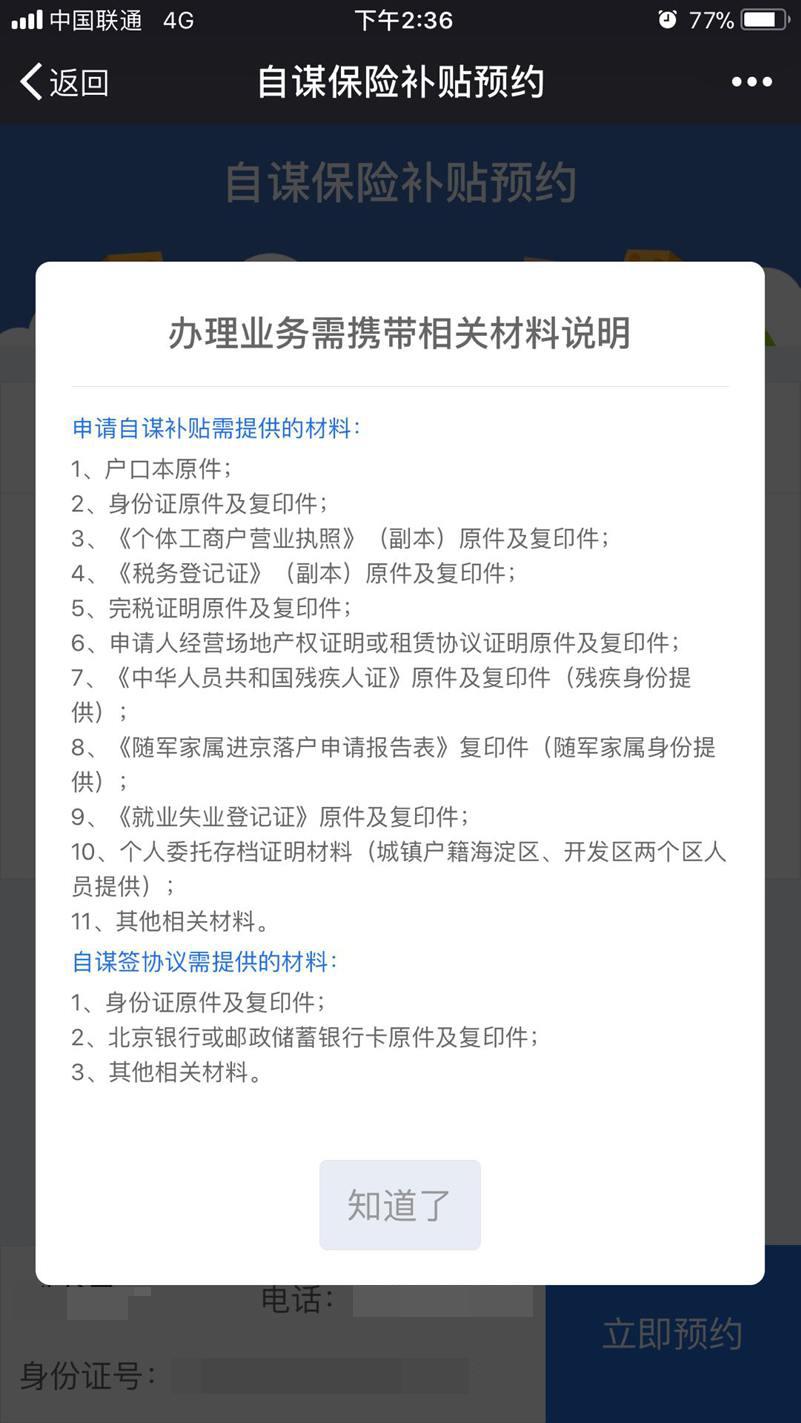 中国联通 4G 下午2:36 77%
返回 自谋保险补贴预约
自谋保险补贴预约
办理业务需携带相关材料说明
申请自谋补贴需提供的材料：
1、户口本原件；
2、身份证原件及复印件；
3、《个体工商户营业执照》（副本）原件及复印件；
4、《税务登记证》（副本）原件及复印件；
5、完税证明原件及复印件；
6、申请人经营场地产权证明或租赁协议证明原件及复印件；
7、《中华人员共和国残疾人证》原件及复印件（残疾身份提
供）；
8、《随军家属进京落户申请报告表》复印件（随军家属身份提
供）；
9、《就业失业登记证》原件及复印件；
10、个人委托存档证明材料（城镇户籍海淀区、开发区两个区人
员提供）；
11、其他相关材料。
自谋签协议需提供的材料：
1、身份证原件及复印件；
2、北京银行或邮政储蓄银行卡原件及复印件；
3、其他相关材料。
知道了
电话：
立即预约
身份证号：